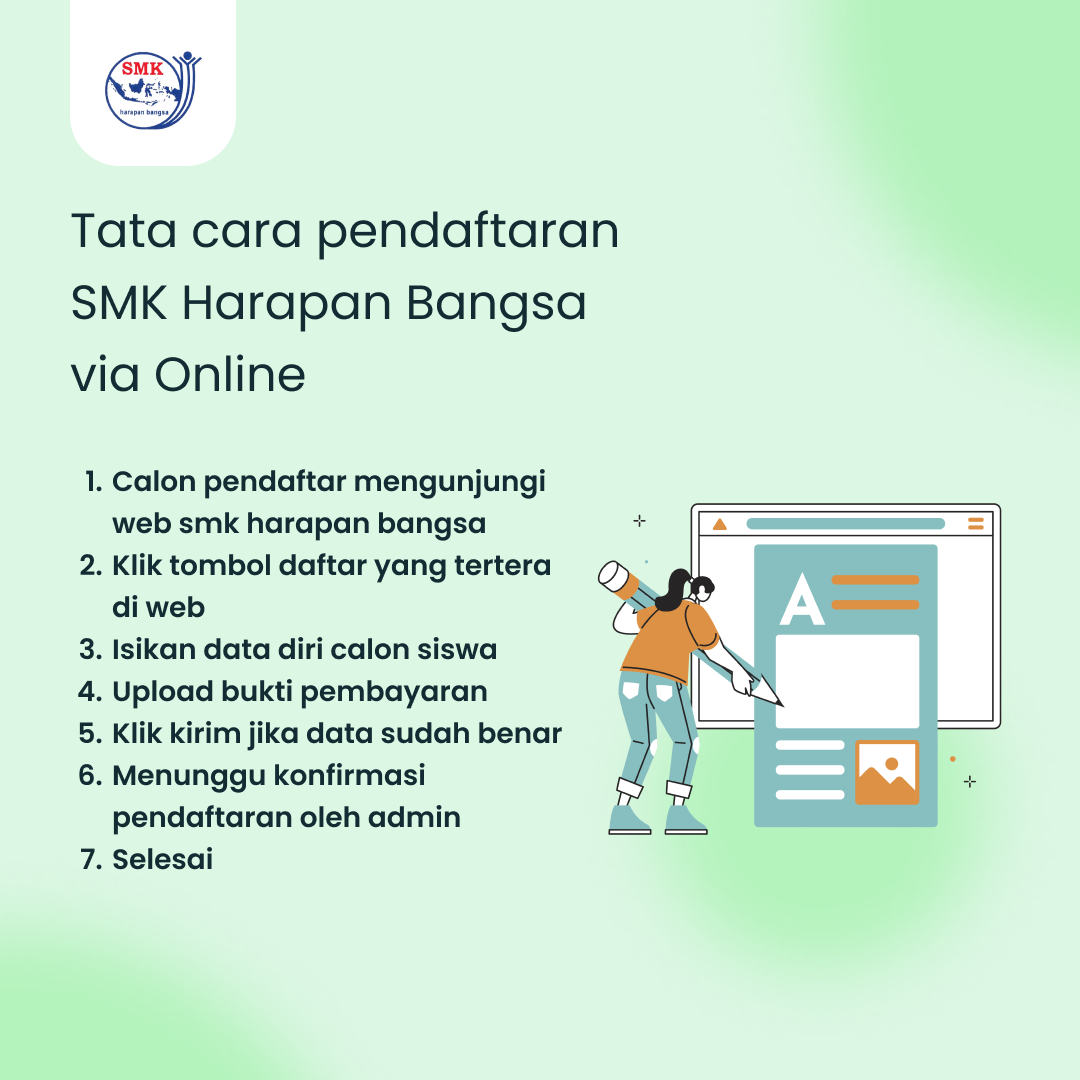 SMK
harapan bangsa
Tata cara pendaftaran
SMK Harapan Bangsa
via Online
1. Calon pendaftar mengunjungi
web smk harapan bangsa
2. Klik tombol daftar yang tertera
di web
3. Isikan data diri calon siswa
4. Upload bukti pembayaran
5. Klik kirim jika data sudah benar
6. Menunggu konfirmasi
pendaftaran oleh admin
7. Selesai
A